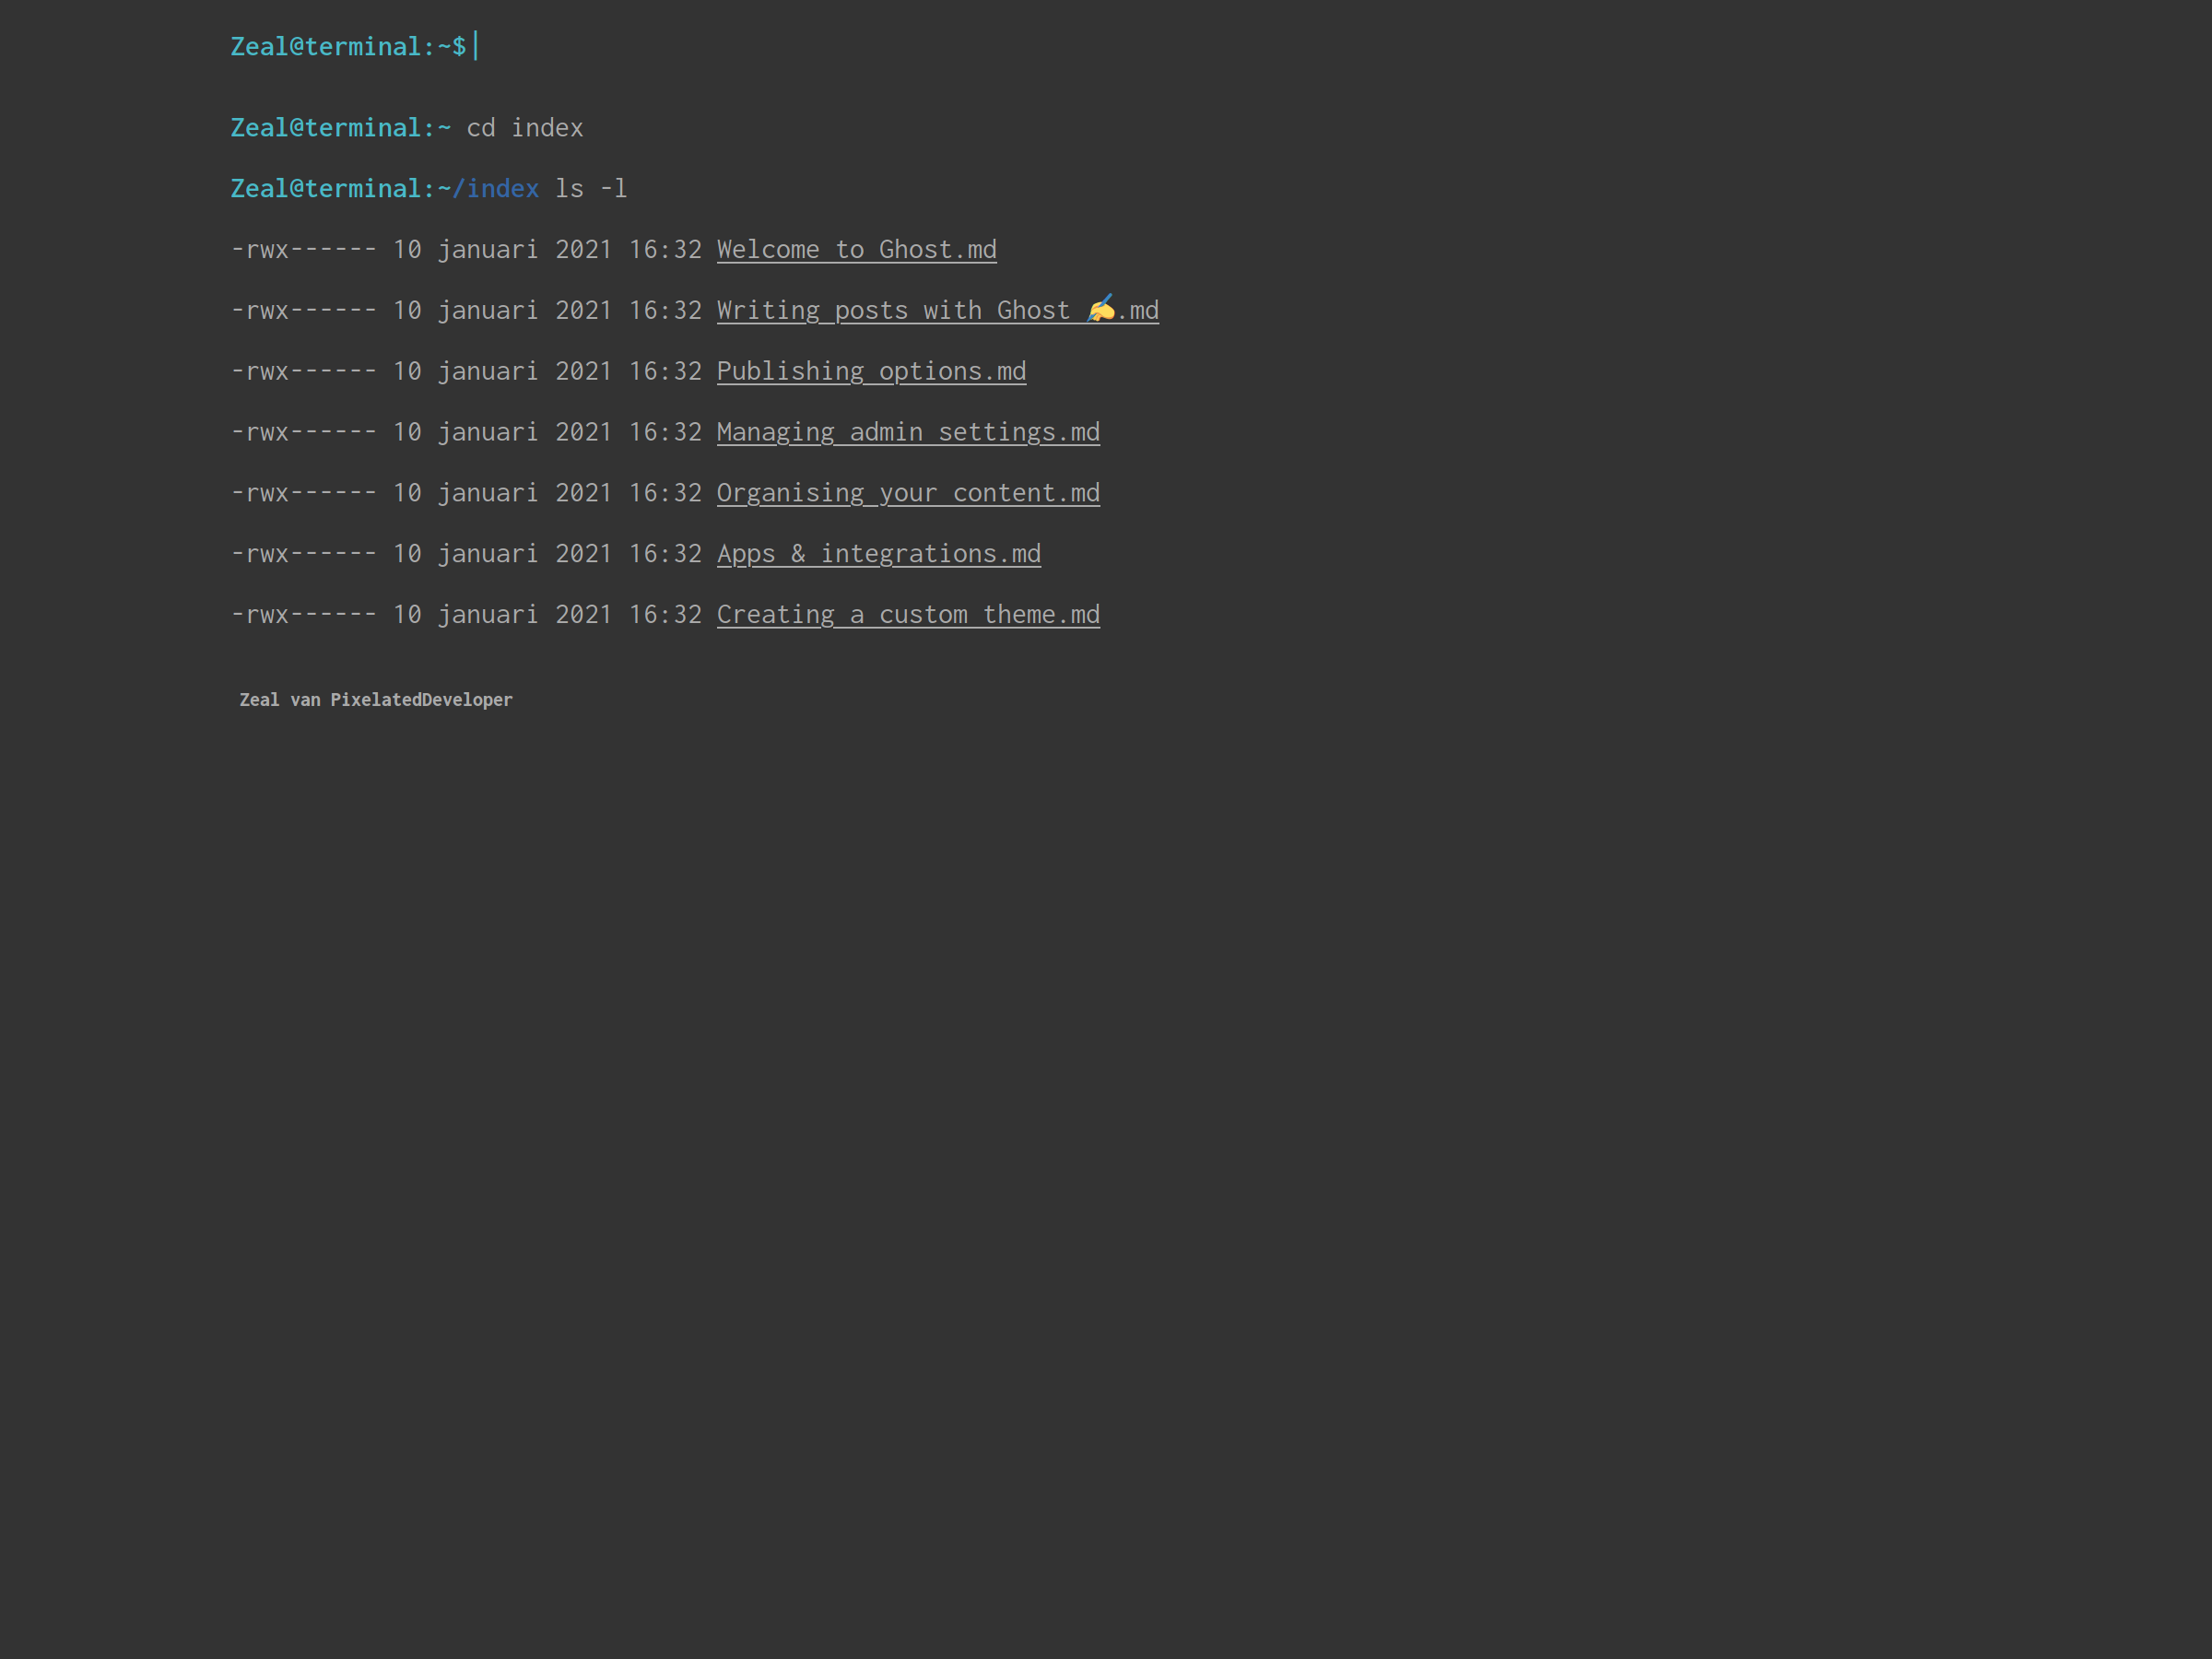 Zeal@terminal:~$
Zeal@terminal:~ cd index
Zeal@terminal:~/index ls -l
-rwx------ 10 januari 2021 16:32 Welcome to Ghost.md
-rwx------ 10 januari 2021 16:32 Writing posts with Ghost ✍️.md
-rwx------ 10 januari 2021 16:32 Publishing options.md
-rwx------ 10 januari 2021 16:32 Managing admin settings.md
-rwx------ 10 januari 2021 16:32 Organising your content.md
-rwx------ 10 januari 2021 16:32 Apps & integrations.md
-rwx------ 10 januari 2021 16:32 Creating a custom theme.md
Zeal van PixelatedDeveloper